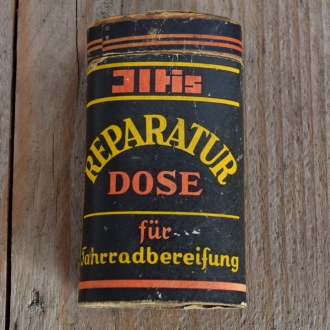 Iltis
REPARATUR
DOSE
für
Fahrradbereifung